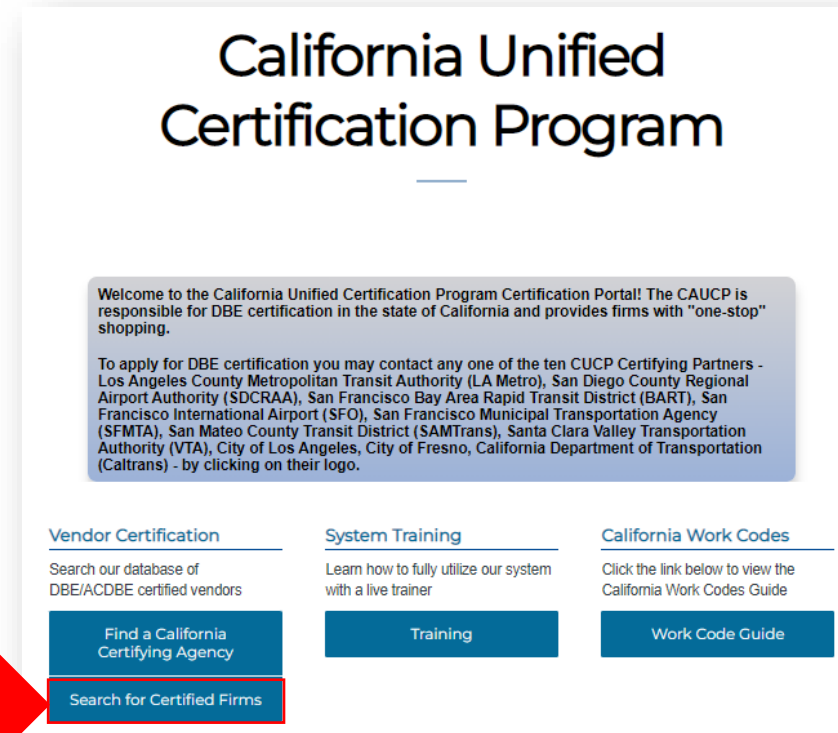 California Unified
Certification Program
Welcome to the California Unified Certification Program Certification Portal! The CAUCP is
responsible for DBE certification in the state of California and provides firms with "one-stop"
shopping.
To apply for DBE certification you may contact any one of the ten CUCP Certifying Partners -
Los Angeles County Metropolitan Transit Authority (LA Metro), San Diego County Regional
Airport Authority (SDCRAA), San Francisco Bay Area Rapid Transit District (BART), San
Francisco International Airport (SFO), San Francisco Municipal Transportation Agency
(SFMTA), San Mateo County Transit District (SAMTrans), Santa Clara Valley Transportation
Authority (VTA), City of Los Angeles, City of Fresno, California Department of Transportation
(Caltrans) - by clicking on their logo.
Vendor Certification
Search our database of
DBE/ACDBE certified vendors
Find a California
Certifying Agency
Search for Certified Firms
System Training
Learn how to fully utilize our system
with a live trainer
Training
California Work Codes
Click the link below to view the
California Work Codes Guide
Work Code Guide